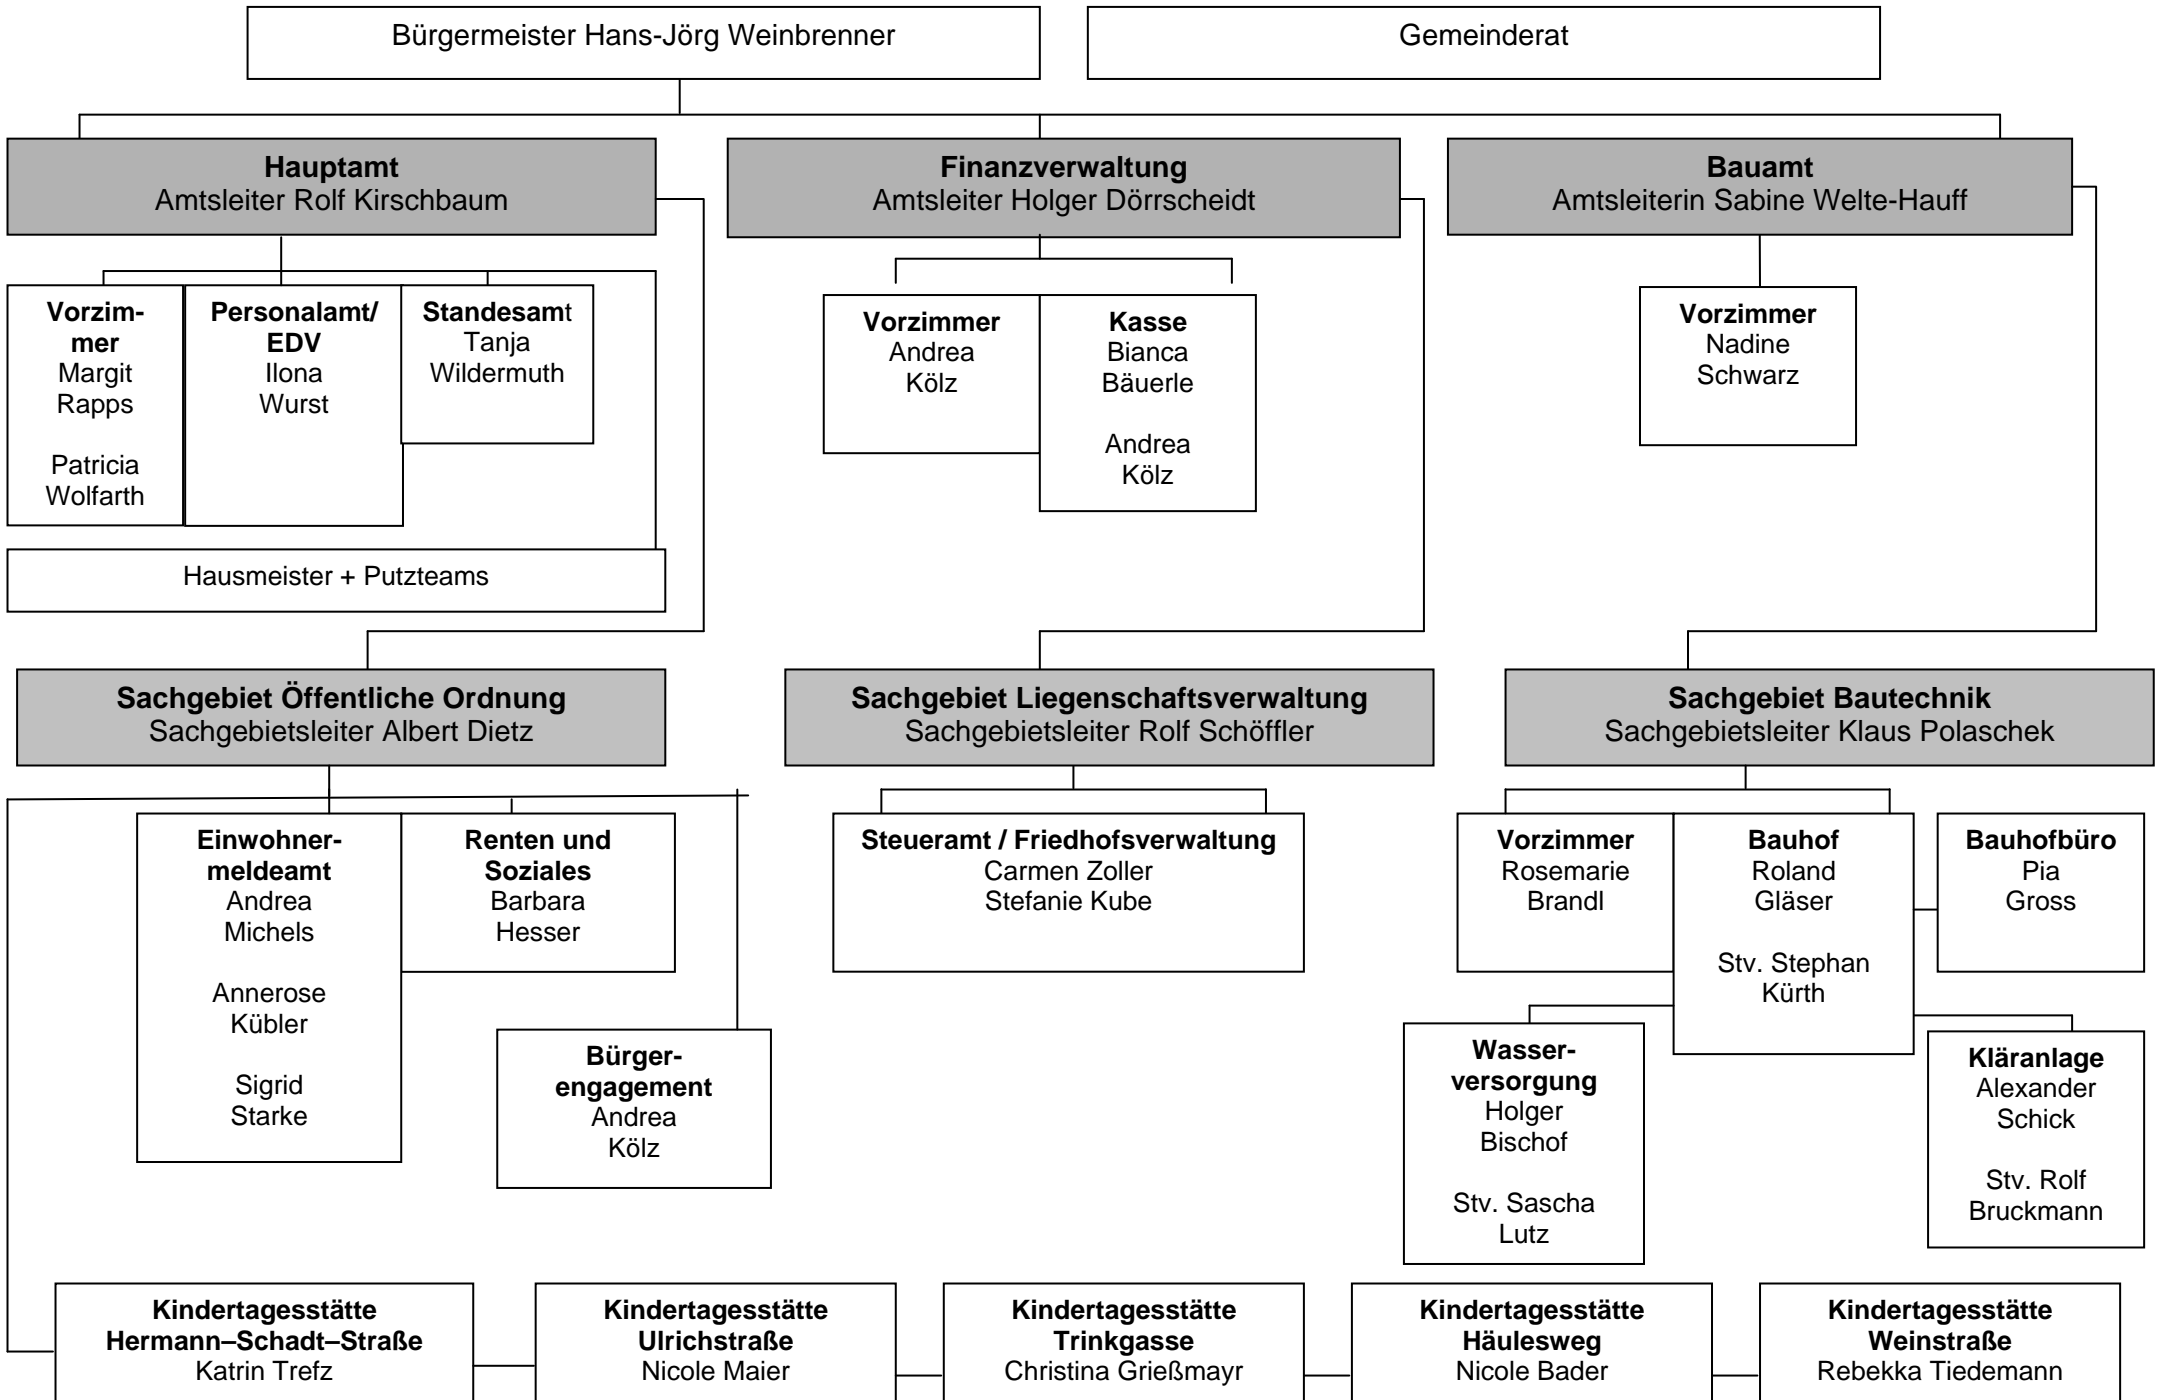 Bürgermeister Hans-Jörg Weinbrenner
Gemeinderat
Hauptamt
Amtsleiter Rolf Kirschbaum
Finanzverwaltung
Amtsleiter Holger Dörrscheidt
Bauamt
Amtsleiterin Sabine Welte-Hauff
Vorzim-
mer
Margit
Rapps
Patricia
Wolfarth
Personalamt/
EDV
Ilona
Wurst
Standesamt
Tanja
Wildermuth
Vorzimmer
Andrea
Kölz
Kasse
Bianca
Bäuerle
Andrea
Kölz
Vorzimmer
Nadine
Schwarz
Hausmeister + Putzteams
Sachgebiet Öffentliche Ordnung
Sachgebietsleiter Albert Dietz
Sachgebiet Liegenschaftsverwaltung
Sachgebietsleiter Rolf Schöffler
Sachgebiet Bautechnik
Sachgebietsleiter Klaus Polaschek
Einwohner-
meldeamt
Andrea
Michels
Annerose
Kübler
Sigrid
Starke
Renten und
Soziales
Barbara
Hesser
Bürger-
engagement
Andrea
Kölz
Steueramt / Friedhofsverwaltung
Carmen Zoller
Stefanie Kube
Vorzimmer
Rosemarie
Brandl
Bauhof
Roland
Gläser
Stv. Stephan
Kürth
Bauhofbüro
Pia
Gross
Wasser-
versorgung
Holger
Bischof
Stv. Sascha
Lutz
Kläranlage
Alexander
Schick
Stv. Rolf
Bruckmann
Kindertagesstätte
Hermann–Schadt–Straße
Katrin Trefz
Kindertagesstätte
Ulrichstraße
Nicole Maier
Kindertagesstätte
Trinkgasse
Christina Grießmayr
Kindertagesstätte
Häulesweg
Nicole Bader
Kindertagesstätte
Weinstraße
Rebekka Tiedemann